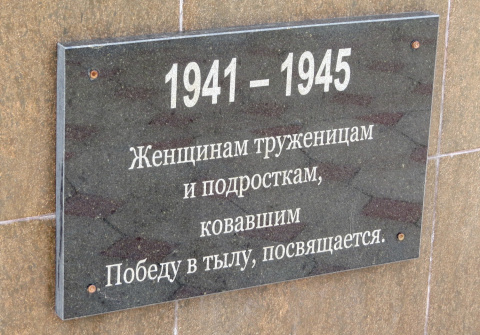 1941 – 1945
Женщинам труженицам
и подросткам,
ковавшим
Победу в тылу, посвящается.